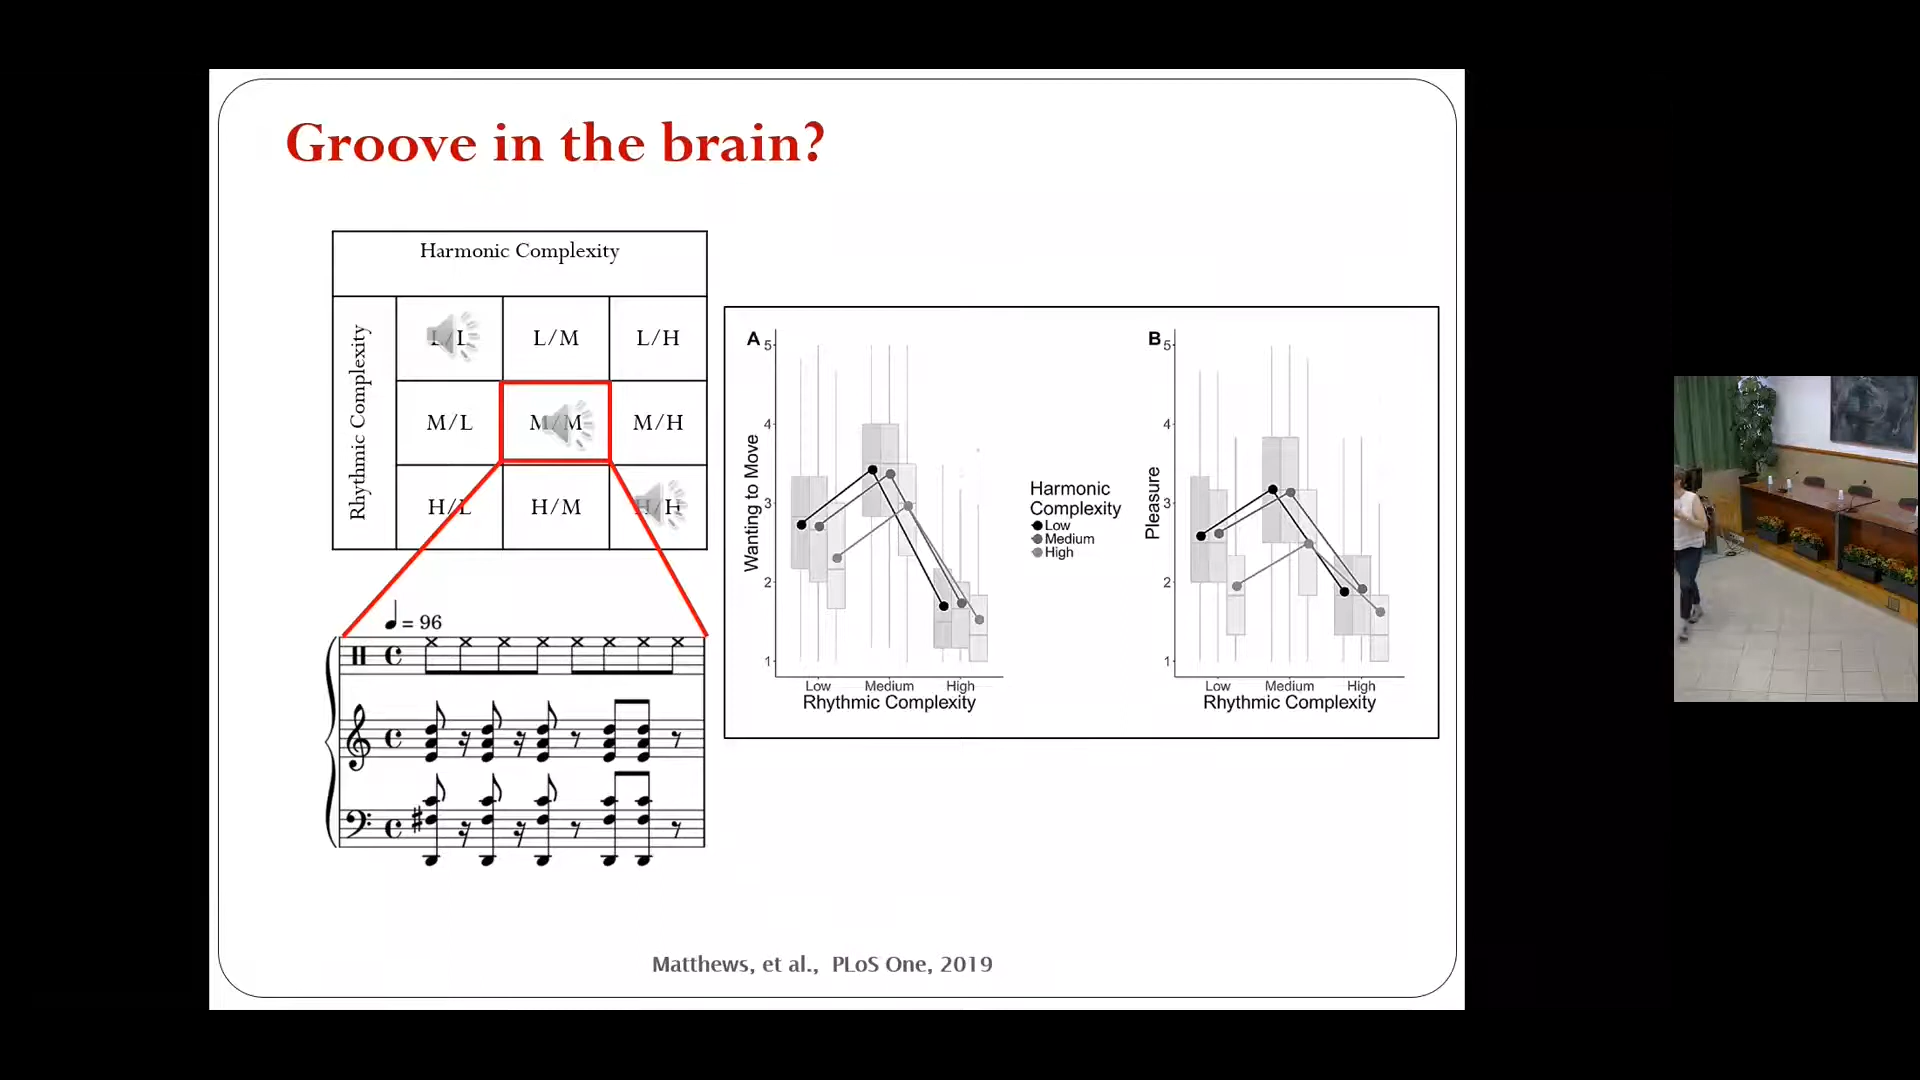 Groove in the brain?
Harmonic Complexity
Rhythmic Complexity
L/L
L/M
L/H
M/L
M/M
M/H
H/L
H/M
H/H
= 96
A
5
4
3
2
1
Wanting to Move
Low
Medium
High
Rhythmic Complexity
Harmonic
Complexity
Low
Medium
High
B
5
4
3
2
1
Pleasure
Low
Medium
High
Rhythmic Complexity
Matthews, et al., PLoS One, 2019